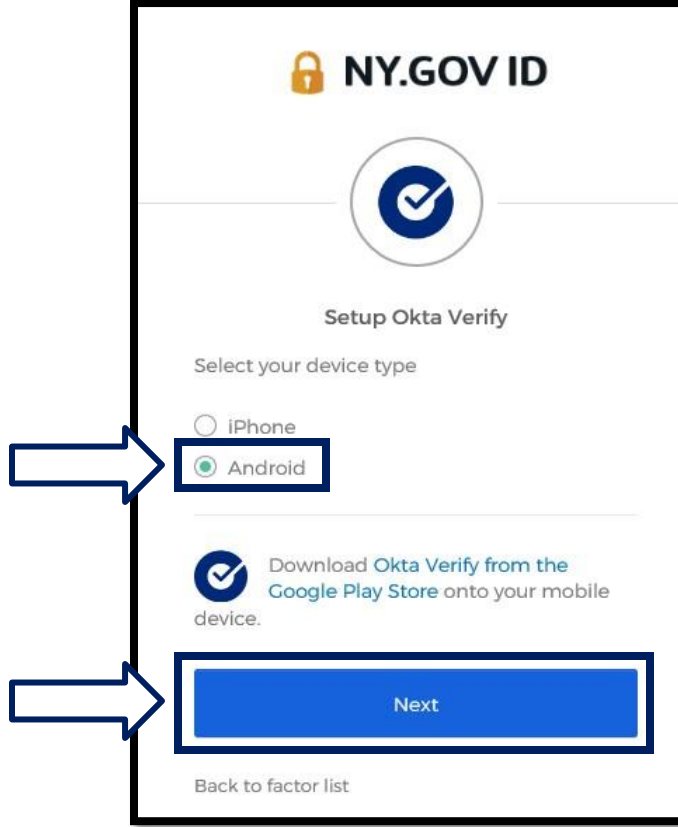 NY.GOV ID
Setup Okta Verify
Select your device type
iPhone
Android
Download Okta Verify from the
Google Play Store onto your mobile
device.
Next
Back to factor list